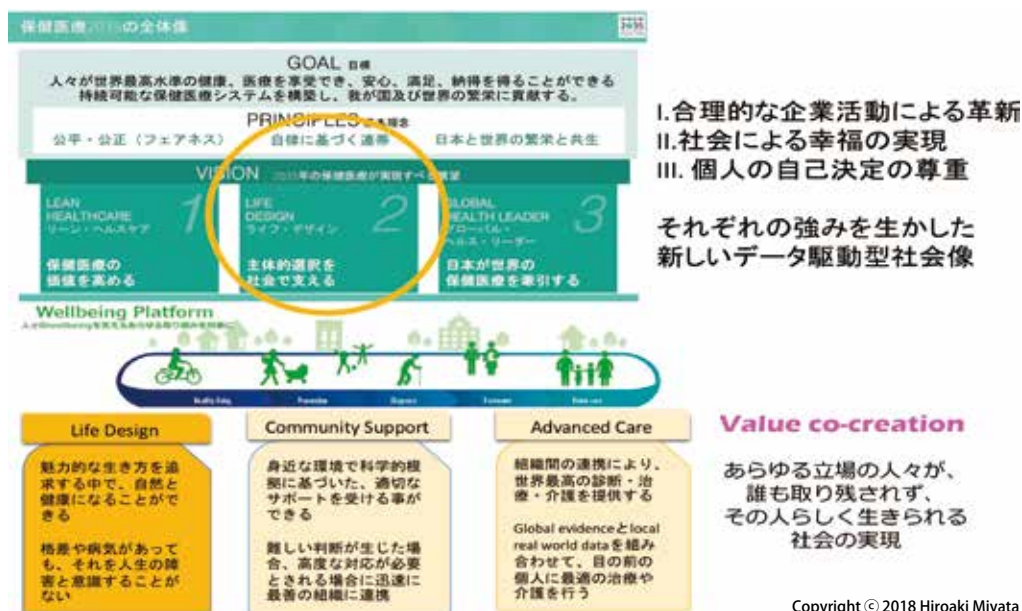 保健医療2035の全体像
2035
GOAL 目標
人々が世界最高水準の健康、医療を享受でき、安心、満足、納得を得ることができる
持続可能な保健医療システムを構築し、我が国及び世界の繁栄に貢献する。
PRINCIPLES 基本理念
公平・公正（フェアネス）
自律に基づく連帯
日本と世界の繁栄と共生
VISION 2035年の保健医療が実現すべき展望
LEAN
HEALTHCARE
リーン・ヘルスケア
1
保健医療の
価値を高める
LIFE
DESIGN
ライフ・デザイン
2
主体的選択を
社会で支える
GLOBAL
HEALTH LEADER
グローバル・
ヘルス・リーダー
3
日本が世界の
保健医療を牽引する
I.合理的な企業活動による革新
II.社会による幸福の実現
III. 個人の自己決定の尊重
それぞれの強みを生かした
新しいデータ駆動型社会像
Wellbeing Platform
Life Design
魅力的な生き方を追
求する中で、自然と
健康になることがで
きる
格差や病気があって
も、それを人生の障
害と意識することが
ない
Community Support
身近な環境で科学的根
拠に基づいた、適切な
サポートを受ける事が
できる
難しい判断が生じた場
合、高度な対応が必要
とされる場合に迅速に
最善の組織に連携
Advanced Care
組織間の連携により、
世界最高の診断・治
療・介護を提供する
Global evidenceとlocal
real world dataを組み
合わせて、目の前の
個人に最適の治療や
介護を行う
Value co-creation
あらゆる立場の人々が、
誰も取り残されず、
その人らしく生きられる
社会の実現
Copyright ⓒ 2018 Hiroaki Miyata